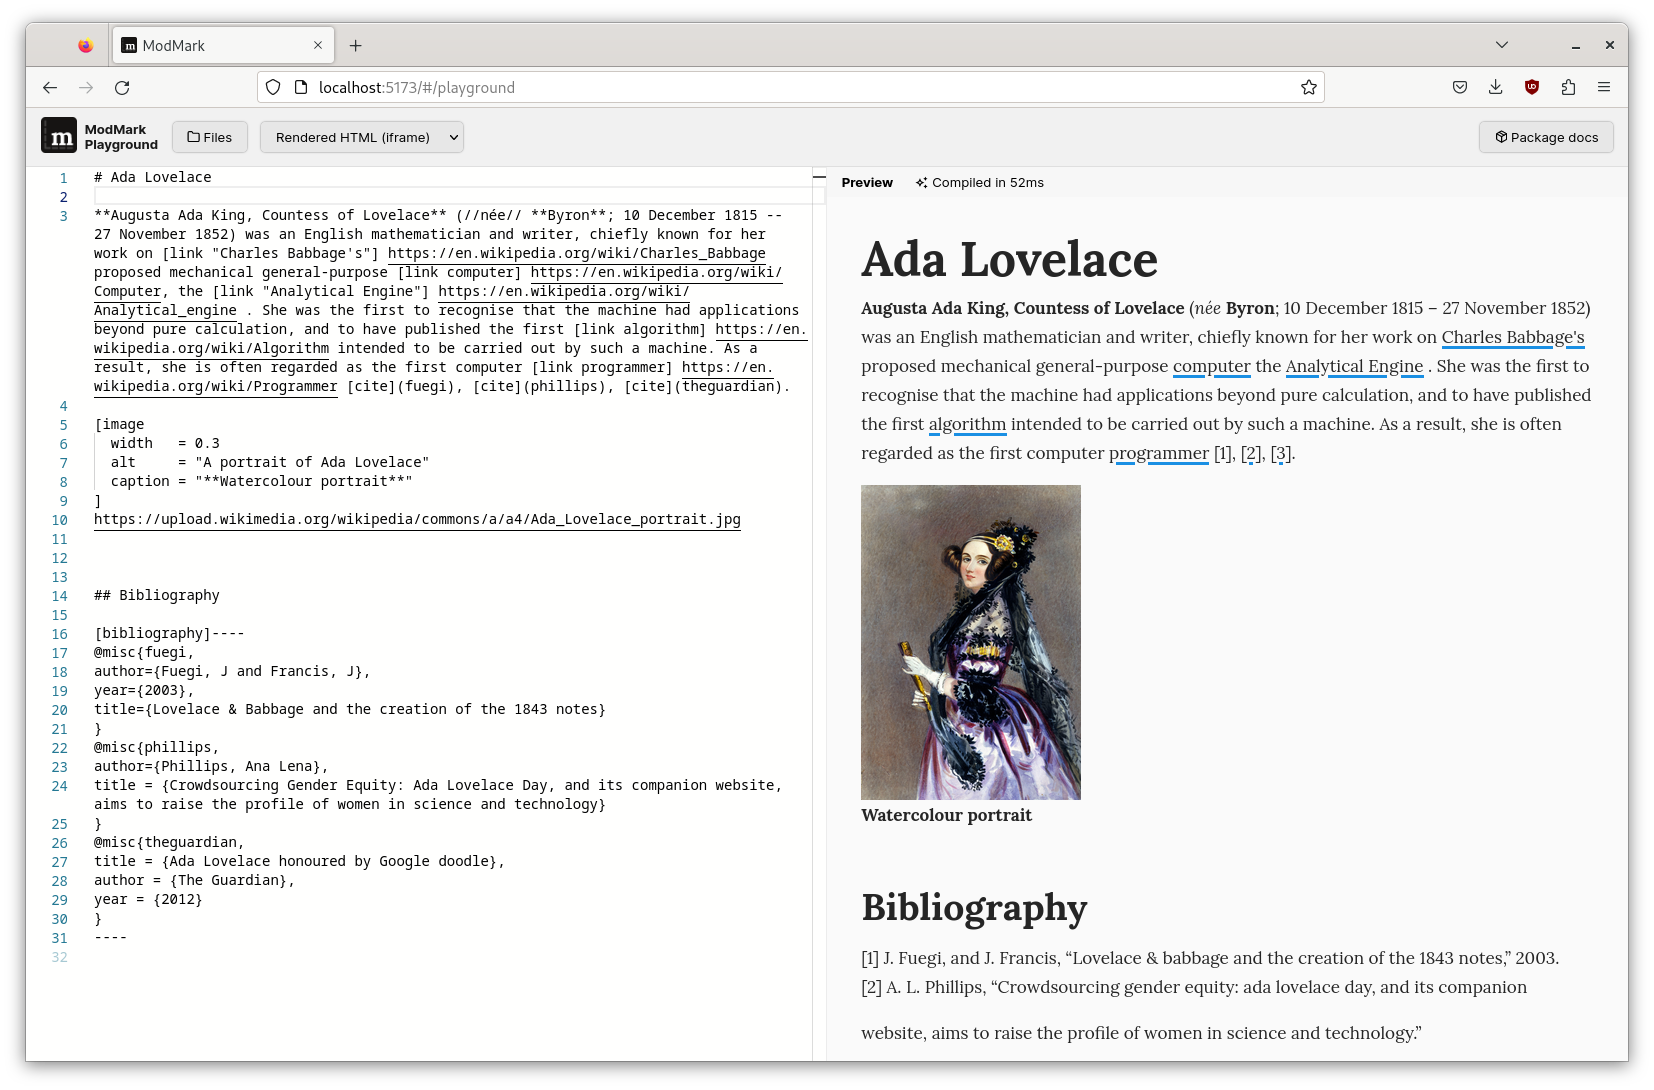 ModMark
localhost:5173/#/playground
ModMark
Playground
Files
Rendered HTML (iframe)
Package docs
1 # Ada Lovelace
2
3 **Augusta Ada King, Countess of Lovelace** (//née// **Byron**; 10 December 1815 --
27 November 1852) was an English mathematician and writer, chiefly known for her
work on [link "Charles Babbage's"] https://en.wikipedia.org/wiki/Charles_Babbage
proposed mechanical general-purpose [link computer] https://en.wikipedia.org/wiki/
Computer, the [link "Analytical Engine"] https://en.wikipedia.org/wiki/
Analytical_engine . She was the first to recognise that the machine had applications
beyond pure calculation, and to have published the first [link algorithm] https://en.
wikipedia.org/wiki/Algorithm intended to be carried out by such a machine. As a
result, she is often regarded as the first computer [link programmer] https://en.
wikipedia.org/wiki/Programmer [cite](fuegi), [cite](phillips), [cite](theguardian).
4
5 [image
6 width = 0.3
7 alt = "A portrait of Ada Lovelace"
8 caption = "**Watercolour portrait**"
9 ]
10 https://upload.wikimedia.org/wikipedia/commons/a/a4/Ada_Lovelace_portrait.jpg
11
12
13
14 ## Bibliography
15
16 [bibliography]----
17 @misc{fuegi,
18 author={Fuegi, J and Francis, J},
19 year={2003},
20 title={Lovelace & Babbage and the creation of the 1843 notes}
21 }
22 @misc{phillips,
23 author={Phillips, Ana Lena},
24 title = {Crowdsourcing Gender Equity: Ada Lovelace Day, and its companion website,
aims to raise the profile of women in science and technology}
25 }
26 @misc{theguardian,
27 title = {Ada Lovelace honoured by Google doodle},
28 author = {The Guardian},
29 year = {2012}
30 }
31 ----
32
Preview
Compiled in 52ms
Ada Lovelace
Augusta Ada King, Countess of Lovelace (née Byron; 10 December 1815 – 27 November 1852)
was an English mathematician and writer, chiefly known for her work on Charles Babbage's
proposed mechanical general-purpose computer the Analytical Engine . She was the first to
recognise that the machine had applications beyond pure calculation, and to have published
the first algorithm intended to be carried out by such a machine. As a result, she is often
regarded as the first computer programmer [1], [2], [3].
Watercolour portrait
Bibliography
[1] J. Fuegi, and J. Francis, “Lovelace & babbage and the creation of the 1843 notes,” 2003.
[2] A. L. Phillips, “Crowdsourcing gender equity: ada lovelace day, and its companion
website, aims to raise the profile of women in science and technology.”